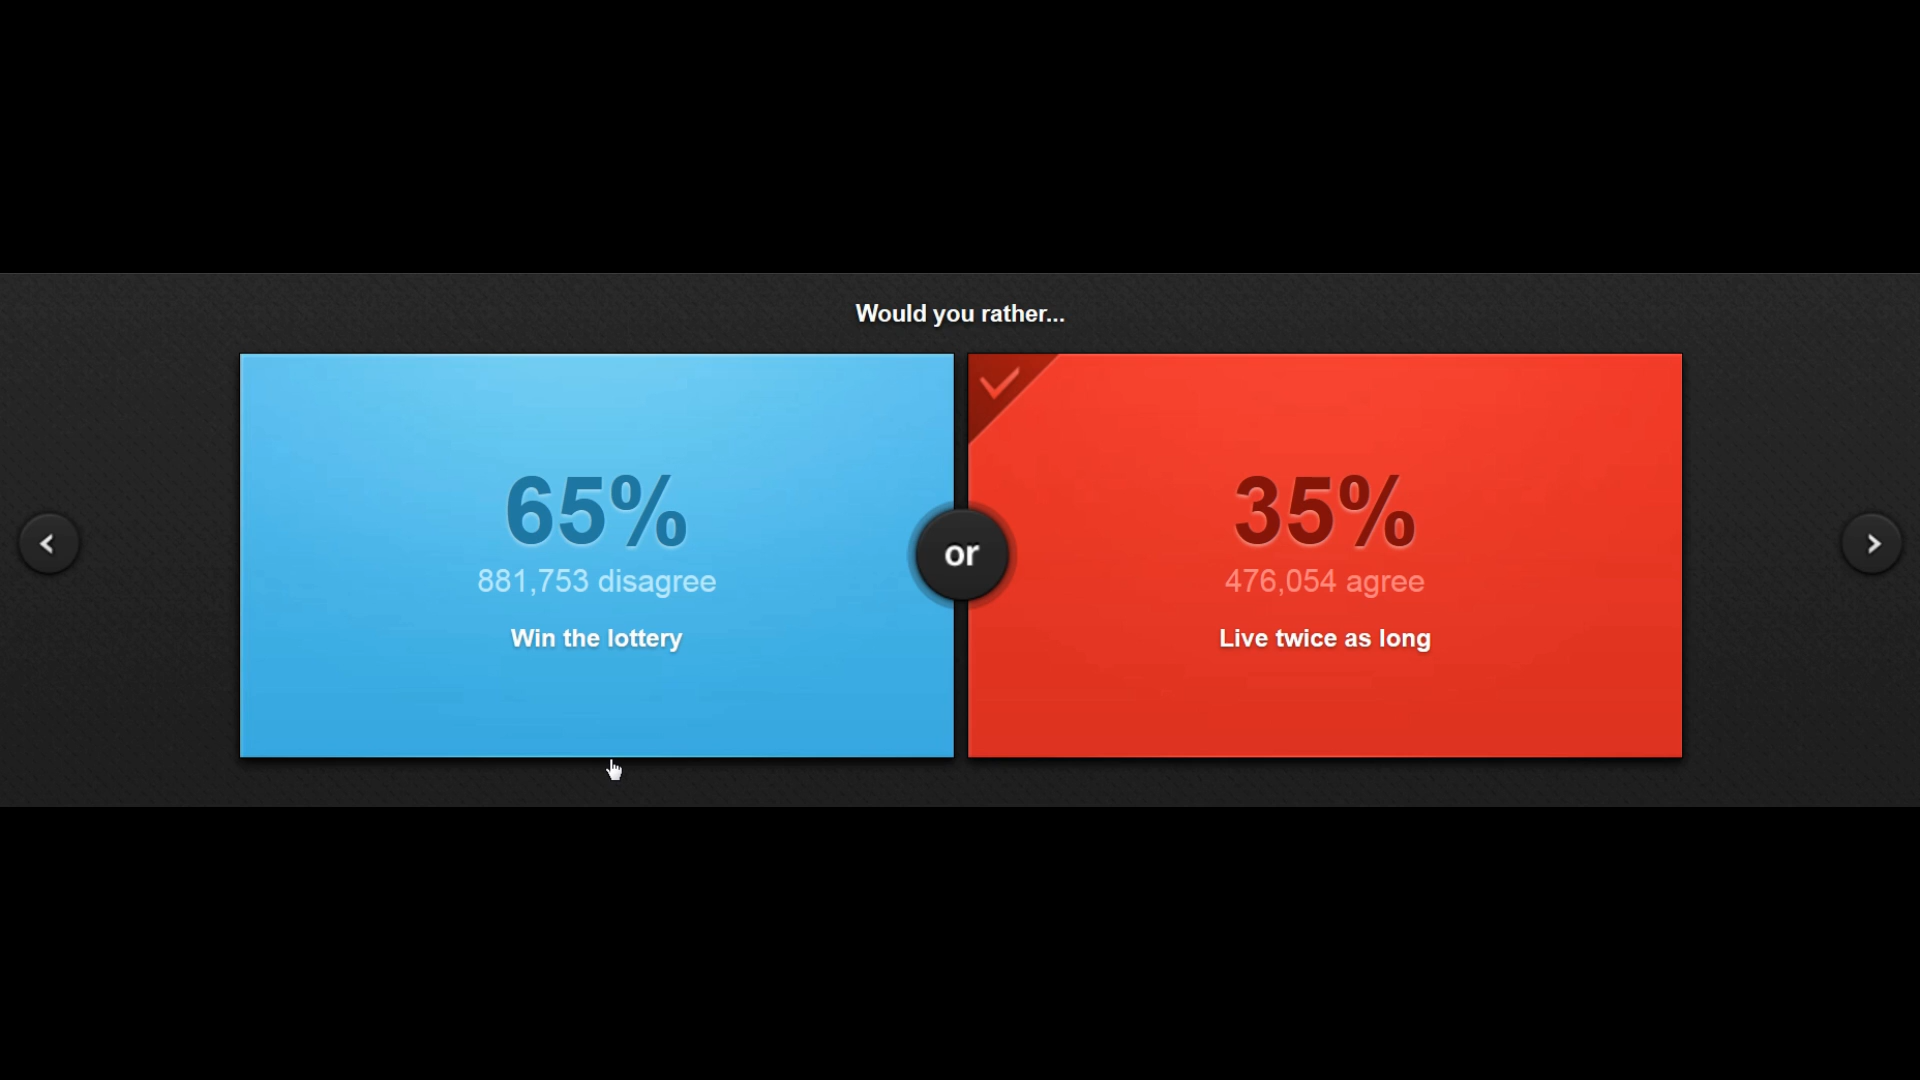 Would you rather...
65%
881,753 disagree
Win the lottery
or
35%
476,054 agree
Live twice as long